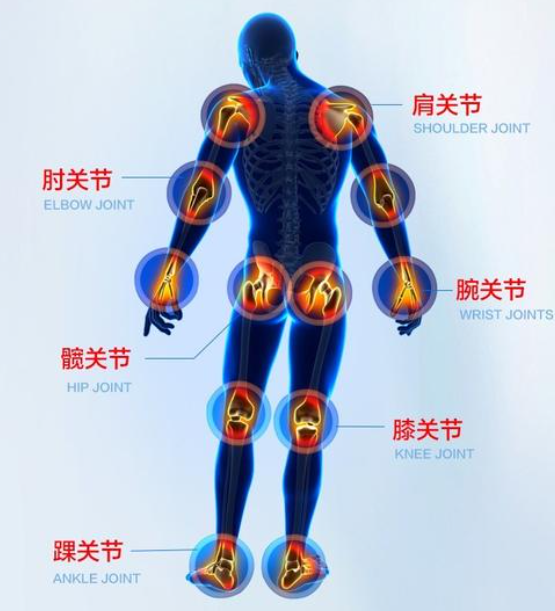 肩关节
SHOULDER JOINT
肘关节
ELBOW JOINT
腕关节
WRIST JOINTS
髋关节
HIP JOINT
膝关节
KNEE JOINT
踝关节
ANKLE JOINT